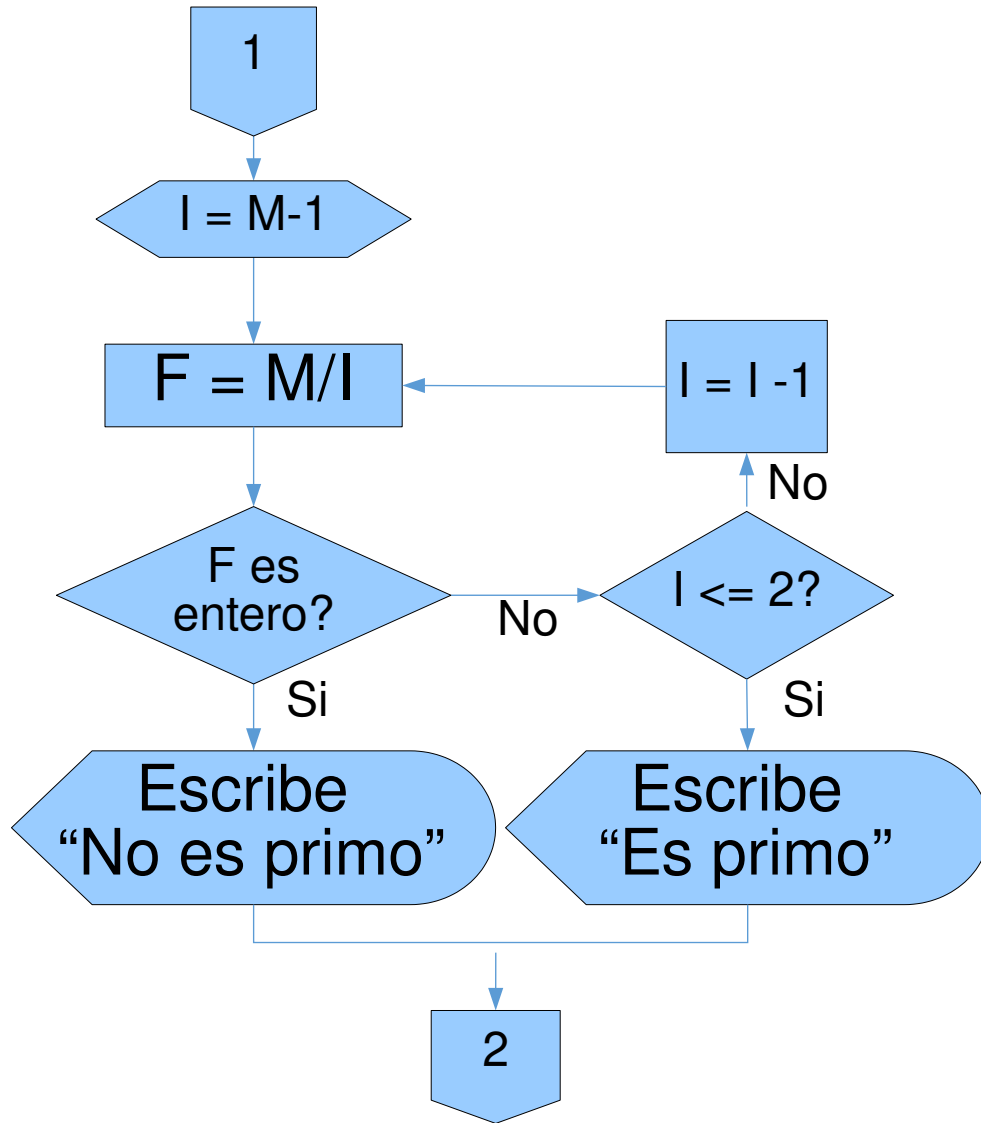 1
I = M-1
F = M/I
I = I -1
No
F es
entero?
No
I <= 2?
Si
Si
Escribe
“No es primo”
Escribe
“Es primo”
2